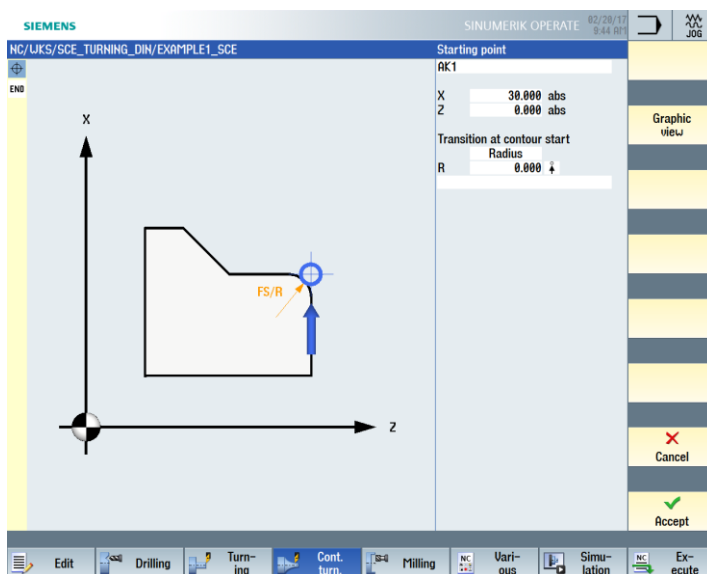 SIEMENS
SINUMERIK OPERATE
02/20/17
9:44 AM
JOG
NC/WKS/SCE_TURNING_DIN/EXAMPLE1_SCE
Starting point
AK1
END
X 30.000 abs
Z 0.000 abs
Transition at contour start
Radius
R 0.000
X
FS/R
Z
Graphic
view
Cancel
Accept
Edit
Drilling
Turn-
ing
Cont.
turn.
Milling
NC
Vari-
ous
Simu-
lation
NC
Ex-
ecute